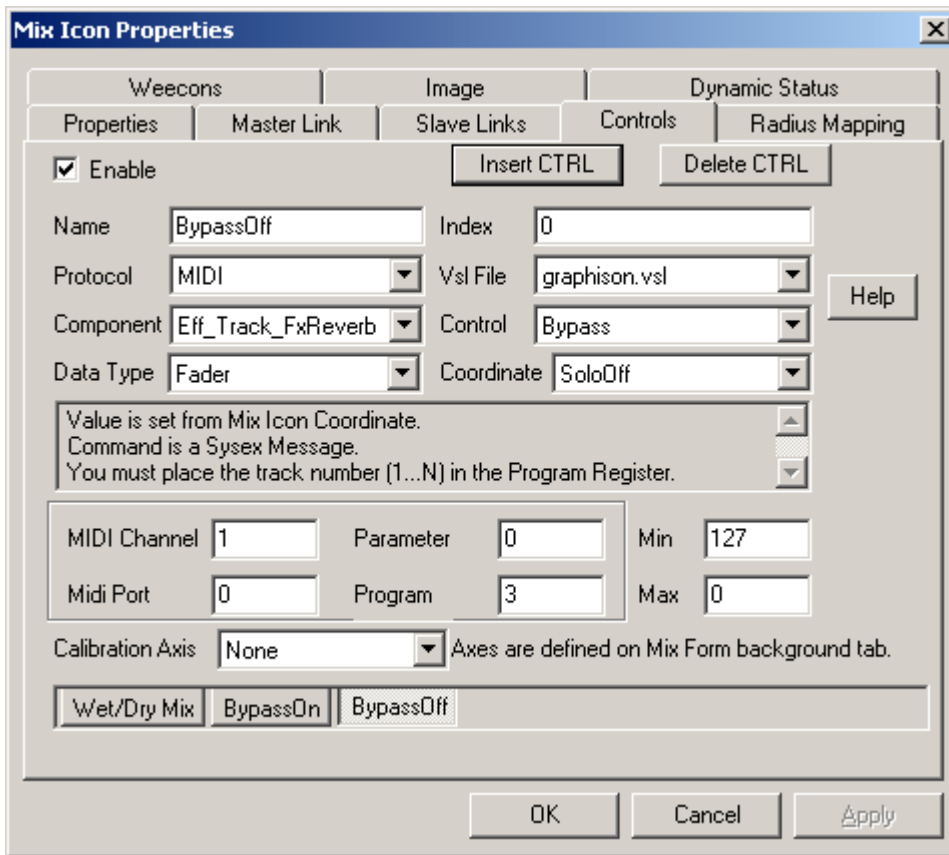 Mix Icon Properties
Weecons Image Dynamic Status
Properties Master Link Slave Links Controls Radius Mapping
Enable Insert CTRL Delete CTRL
Name BypassOff Index 0
Protocol MIDI Vsl File graphison.vsl
Help
Component Eff_Track_FxReverb Control Bypass
Data Type Fader Coordinate SoloOff
Value is set from Mix Icon Coordinate.
Command is a Sysex Message.
You must place the track number (1...N) in the Program Register.
MIDI Channel 1 Parameter 0 Min 127
Midi Port 0 Program 3 Max 0
Calibration Axis None Axes are defined on Mix Form background tab.
Wet/Dry Mix BypassOn BypassOff
OK Cancel Apply